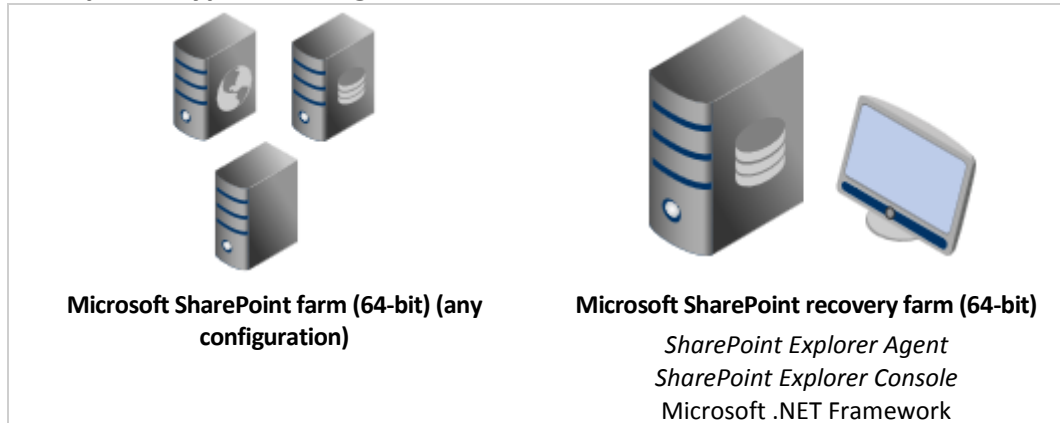 Microsoft SharePoint farm (64-bit) (any
configuration)
Microsoft SharePoint recovery farm (64-bit)
SharePoint Explorer Agent
SharePoint Explorer Console
Microsoft .NET Framework